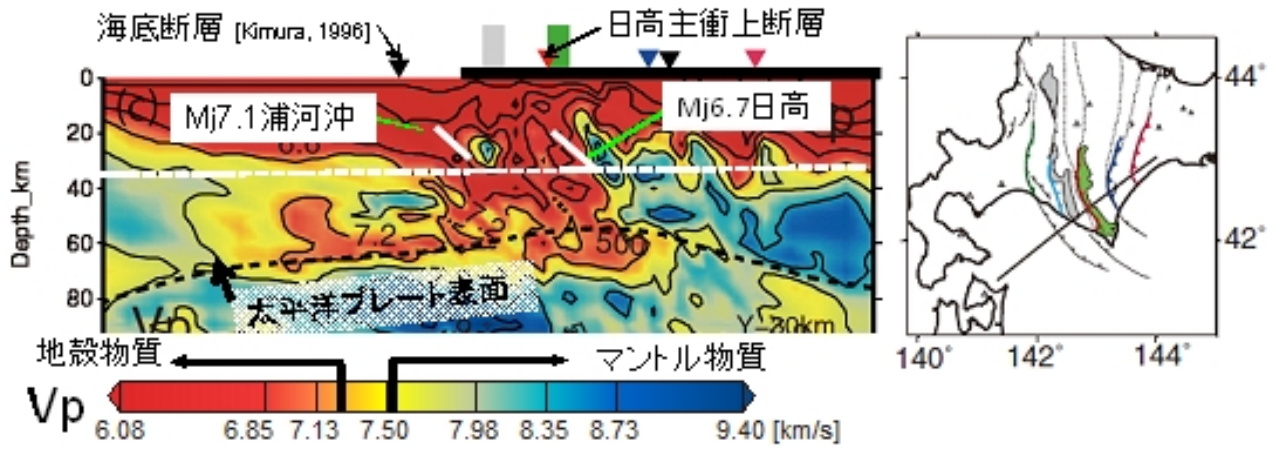 海底断層 [Kimura, 1996]
日高主衝上断層
0
20
40
60
80
Depth_km
(c)
Mj7.1浦河沖
Mj6.7日高
6.6
7.2
太平洋プレート表面
Y=30km
地殻物質
マントル物質
Vp
6.08 6.85 7.13 7.50 7.98 8.35 8.73 9.40 [km/s]
44°
42°
140° 142° 144°